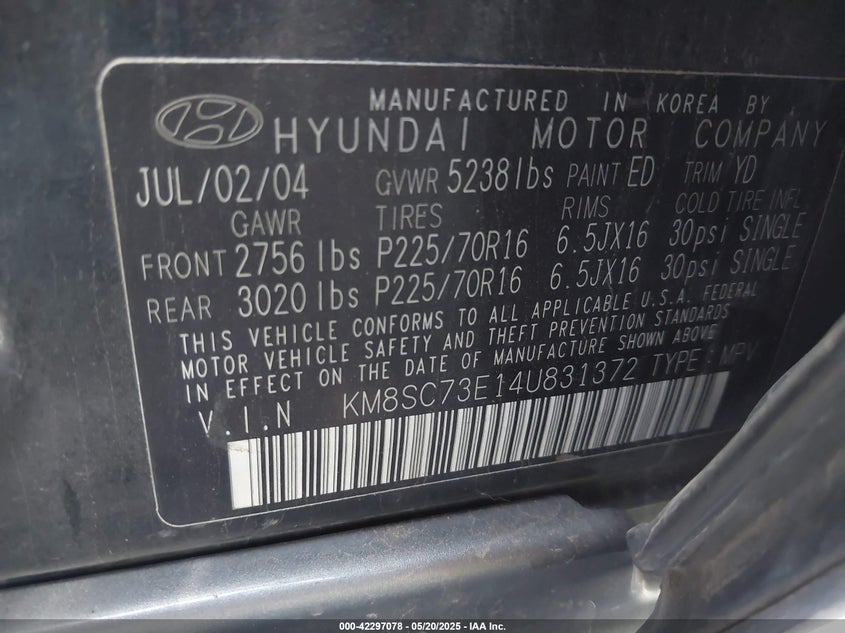 MANUFACTURED IN KOREA BY
HYUNDAI MOTOR COMPANY
JUL/02/04 GVWR 5238lbs PAINT ED TRIM YD
GAWR TIRES RIMS COLD TIRE INFL
FRONT 2756 lbs P225/70R16 6.5JX16 30psi SINGLE
REAR 3020 lbs P225/70R16 6.5JX16 30psi SINGLE
THIS VEHICLE CONFORMS TO ALL APPLICABLE U.S.A. FEDERAL
MOTOR VEHICLE SAFETY AND THEFT PREVENTION STANDARDS
IN EFFECT ON THE DATE OF MANUFACTURE SHOWN ABOVE
V.I.N KM8SC73E14U831372 TYPE : MPV
000-42297078 - 05/20/2025 - IAA Inc.